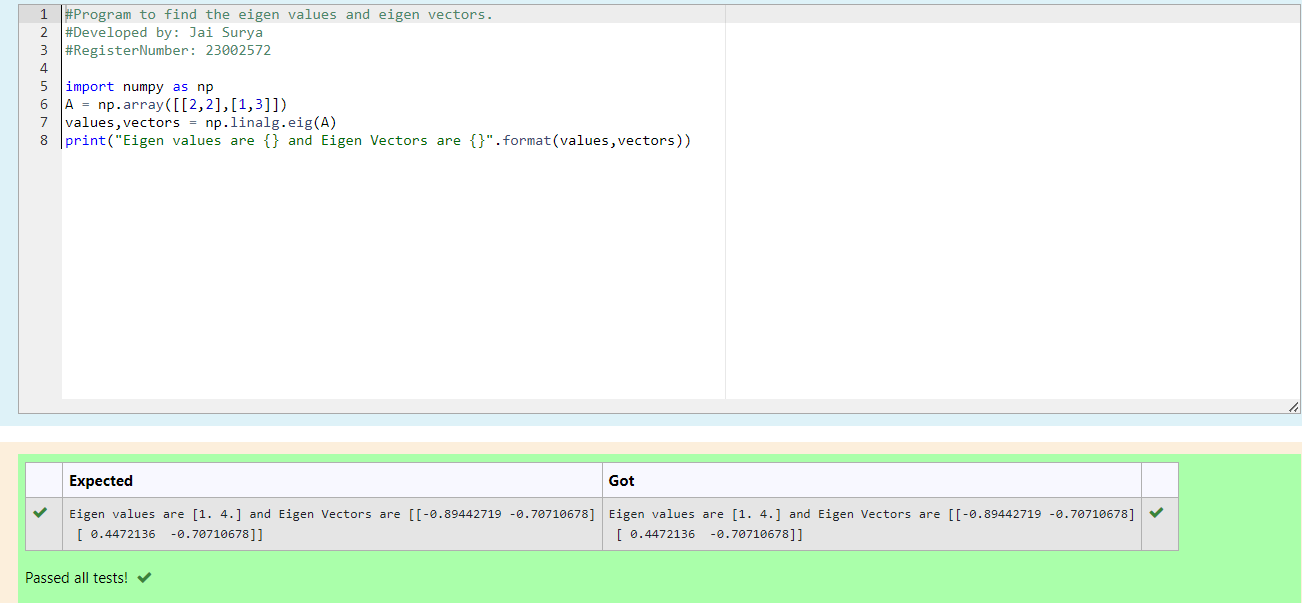 1 #Program to find the eigen values and eigen vectors.
2 #Developed by: Jai Surya
3 #RegisterNumber: 23002572
4
5 import numpy as np
6 A = np.array([[2,2],[1,3]])
7 values,vectors = np.linalg.eig(A)
8 print("Eigen values are {} and Eigen Vectors are {}".format(values,vectors))
Expected Got
Eigen values are [1. 4.] and Eigen Vectors are [[-0.89442719 -0.70710678] Eigen values are [1. 4.] and Eigen Vectors are [[-0.89442719 -0.70710678]
[ 0.4472136  -0.70710678]] [ 0.4472136  -0.70710678]]
Passed all tests!